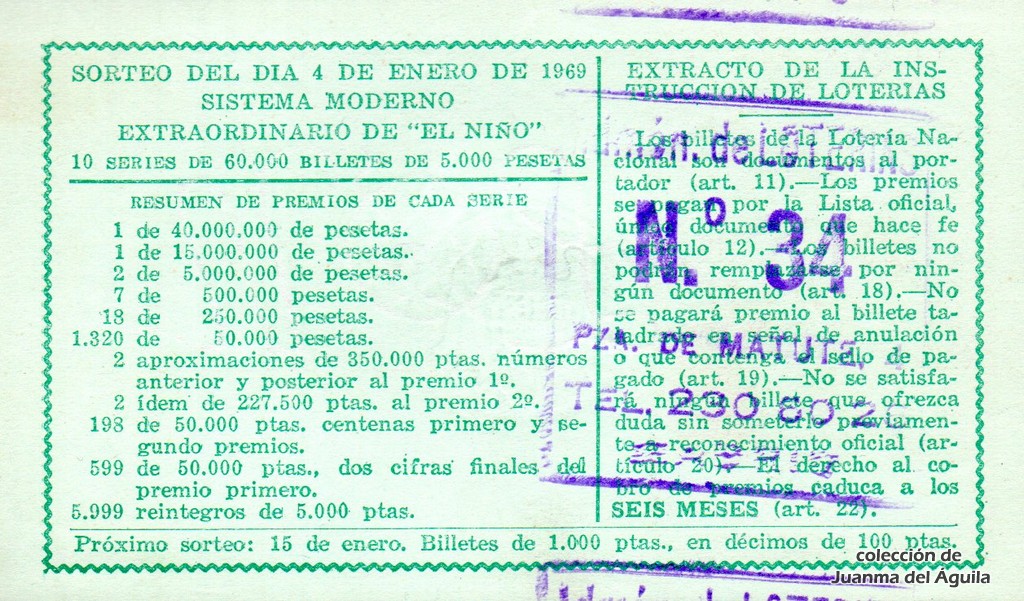 SORTEO DEL DIA 4 DE ENERO DE 1969
SISTEMA MODERNO
EXTRAORDINARIO DE "EL NIÑO"
10 SERIES DE 60.000 BILLETES DE 5.000 PESETAS
RESUMEN DE PREMIOS DE CADA SERIE
1 de 40.000.000 de pesetas.
1 de 15.000.000 de pesetas.
2 de 5.000.000 de pesetas.
7 de 500.000 pesetas.
18 de 250.000 pesetas.
1.320 de 50.000 pesetas.
2 aproximaciones de 350.000 ptas. números
anterior y posterior al premio 1º.
2 ídem de 227.500 ptas. al premio 2º.
198 de 50.000 ptas. centenas primero y se-
gundo premios.
599 de 50.000 ptas., dos cifras finales del
premio primero.
5.999 reintegros de 5.000 ptas.
EXTRACTO DE LA INS-
TRUCCION DE LOTERIAS
Los billetes de la Lotería Na-
cional son documentos al por-
tador (art. 11).—Los premios
se pagan por la Lista oficial,
único documento que hace fe
(artículo 12).—Los billetes no
podrán remplazarse por nin-
gún documento (art. 18).—No
se pagará premio al billete ta-
ladrado en señal de anulación
o que contenga el sello de pa-
gado (art. 19).—No se satisfa-
rá ningún billete que ofrezca
duda sin someterlo previamen-
te a reconocimiento oficial (ar-
tículo 20).—El derecho al co-
bro de premios caduca a los
SEIS MESES (art. 22).
Próximo sorteo: 15 de enero. Billetes de 1.000 ptas., en décimos de 100 ptas.
de LOTERIAS
N.º 34
PZA. DE MATUTE,
TEL. 230 80 2
colección de
Juanma del Águila